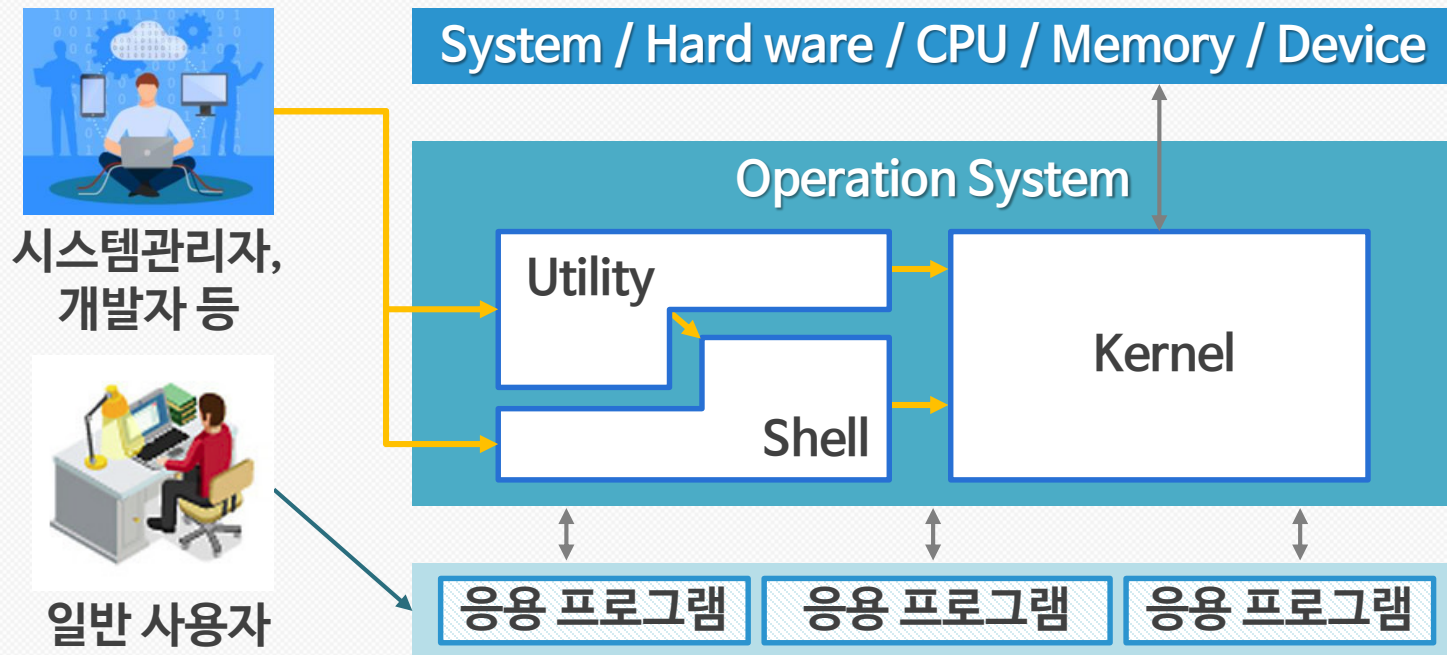 System / Hard ware / CPU / Memory / Device
Operation System
Utility
Kernel
Shell
시스템관리자,
개발자 등
일반 사용자
응용 프로그램
응용 프로그램
응용 프로그램